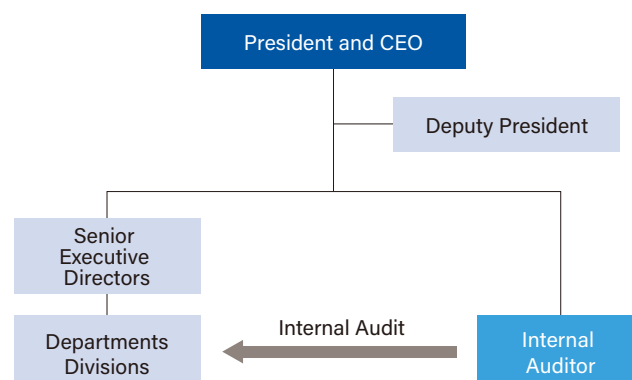 President and CEO
Deputy President
Senior
Executive
Directors
Departments
Divisions
Internal Audit
Internal
Auditor